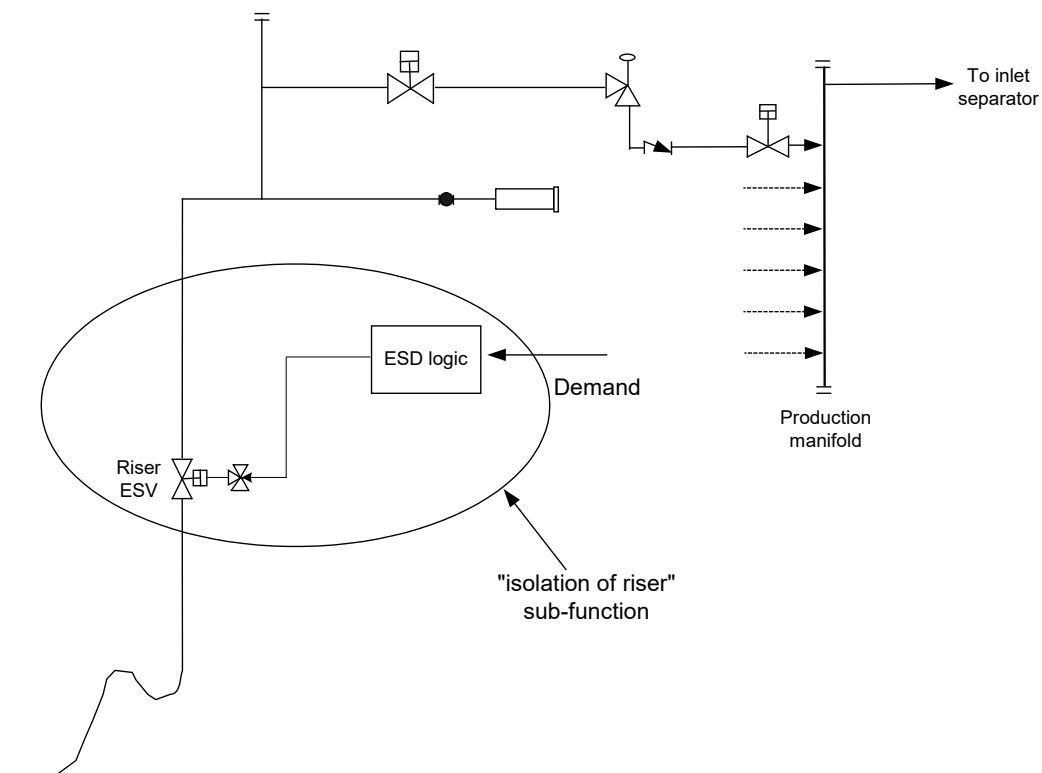 To inlet
separator
ESD logic
Demand
Production
manifold
Riser
ESV
"isolation of riser"
sub-function